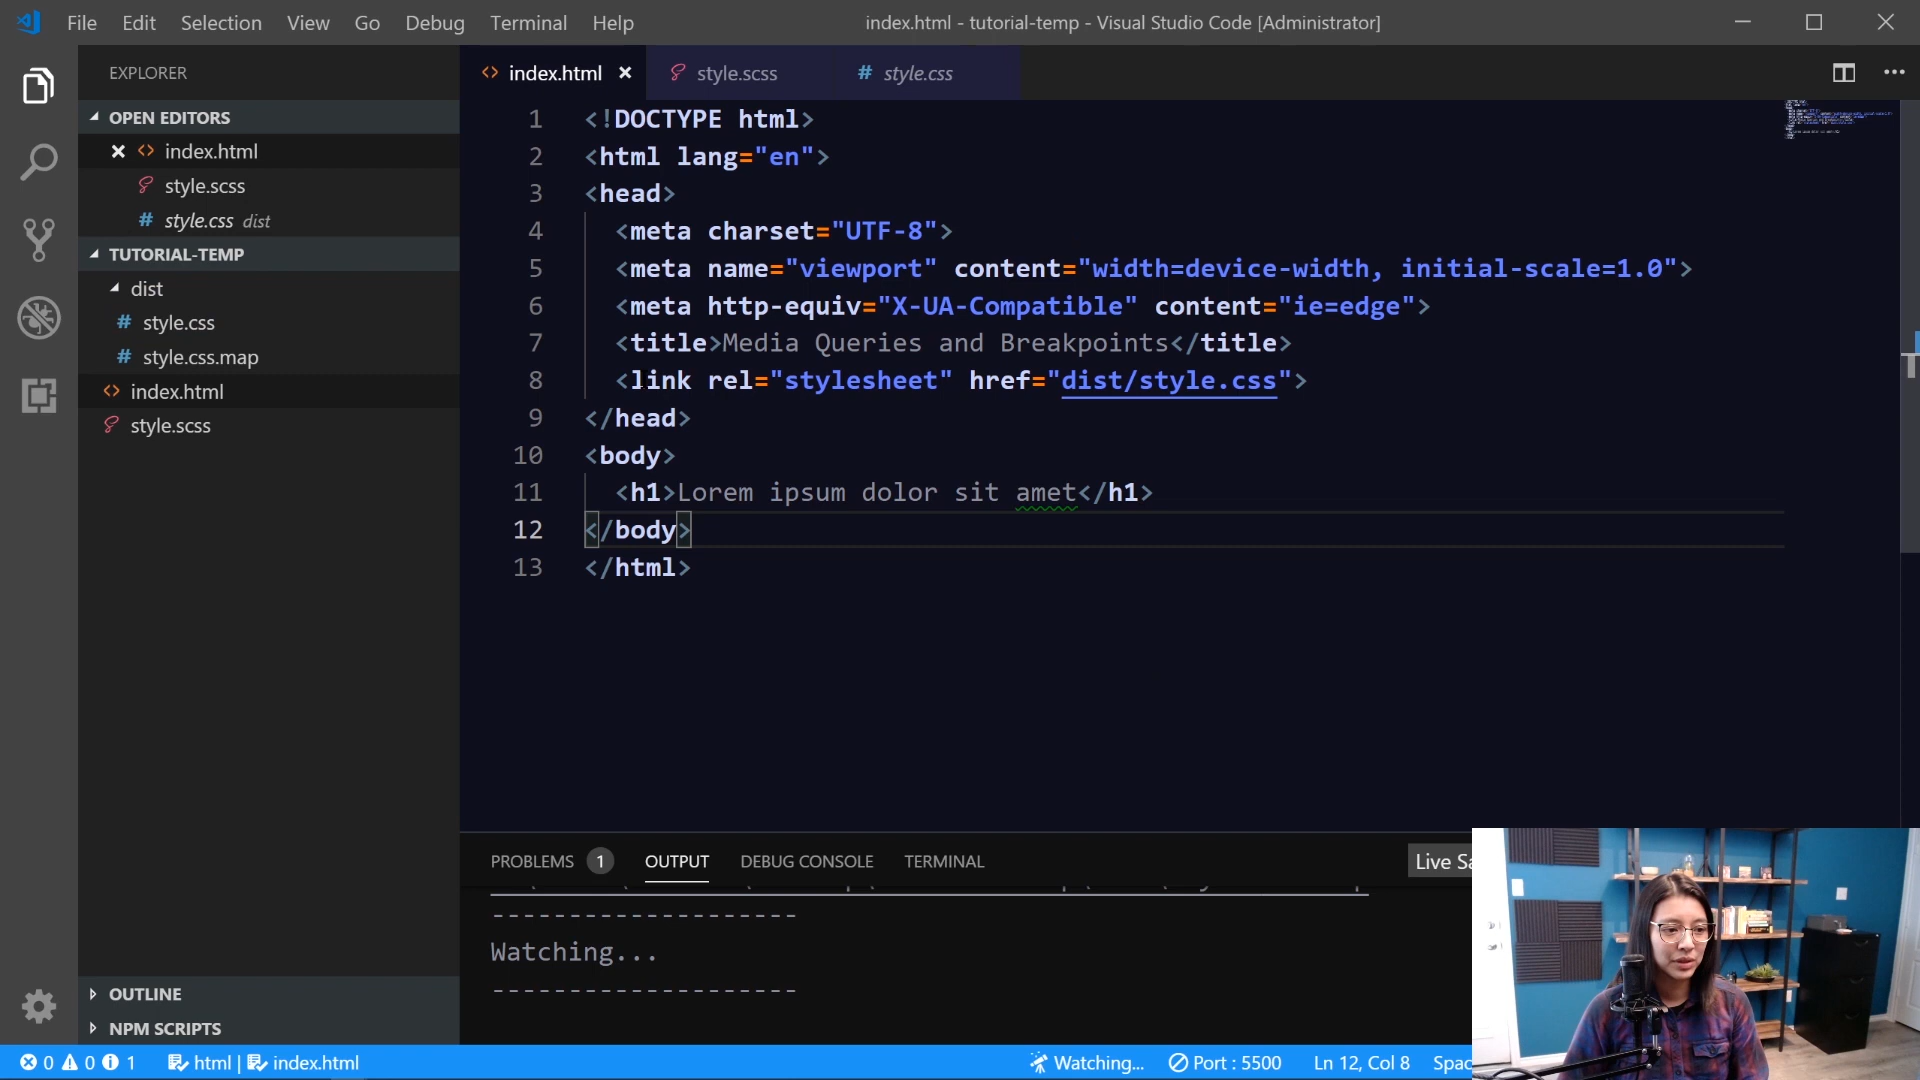 File Edit Selection View Go Debug Terminal Help
index.html - tutorial-temp - Visual Studio Code [Administrator]
EXPLORER
OPEN EDITORS
index.html
style.scss
style.css dist
TUTORIAL-TEMP
dist
style.css
style.css.map
index.html
style.scss
OUTLINE
NPM SCRIPTS
index.html style.scss style.css
1 <!DOCTYPE html>
2 <html lang="en">
3 <head>
4 <meta charset="UTF-8">
5 <meta name="viewport" content="width=device-width, initial-scale=1.0">
6 <meta http-equiv="X-UA-Compatible" content="ie=edge">
7 <title>Media Queries and Breakpoints</title>
8 <link rel="stylesheet" href="dist/style.css">
9 </head>
10 <body>
11 <h1>Lorem ipsum dolor sit amet</h1>
12 </body>
13 </html>
PROBLEMS 1 OUTPUT DEBUG CONSOLE TERMINAL Live Sa
--------------------
Watching...
--------------------
0 0 1 html | index.html Watching... Port : 5500 Ln 12, Col 8 Spac